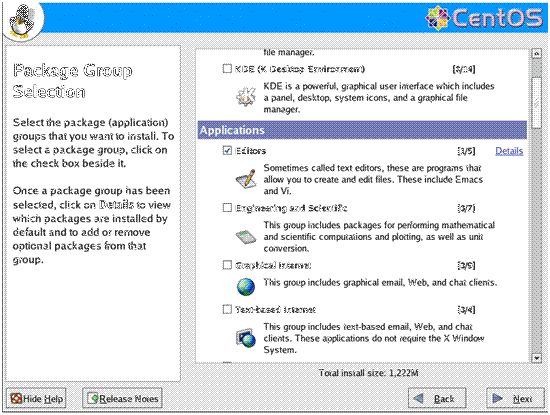 CentOS
Package Group
Selection
Select the package (application)
groups that you want to install. To
select a package group, click on
the check box beside it.
Once a package group has been
selected, click on Details to view
which packages are installed by
default and to add or remove
optional packages from that
group.
file manager.
KDE (K Desktop Environment)
KDE is a powerful, graphical user interface which includes
a panel, desktop, system icons, and a graphical file
manager.
Applications
Editors [3/5] Details
Sometimes called text editors, these are programs that
allow you to create and edit files. These include Emacs
and Vi.
Engineering and Scientific
This group includes packages for performing mathematical
and scientific computations and plotting, as well as unit
conversion.
Graphical Internet
This group includes graphical email, Web, and chat clients.
Text-based Internet
This group includes text-based email, Web, and chat
clients. These applications do not require the X Window
System.
Total install size: 1,222M
Hide Help Release Notes Back Next